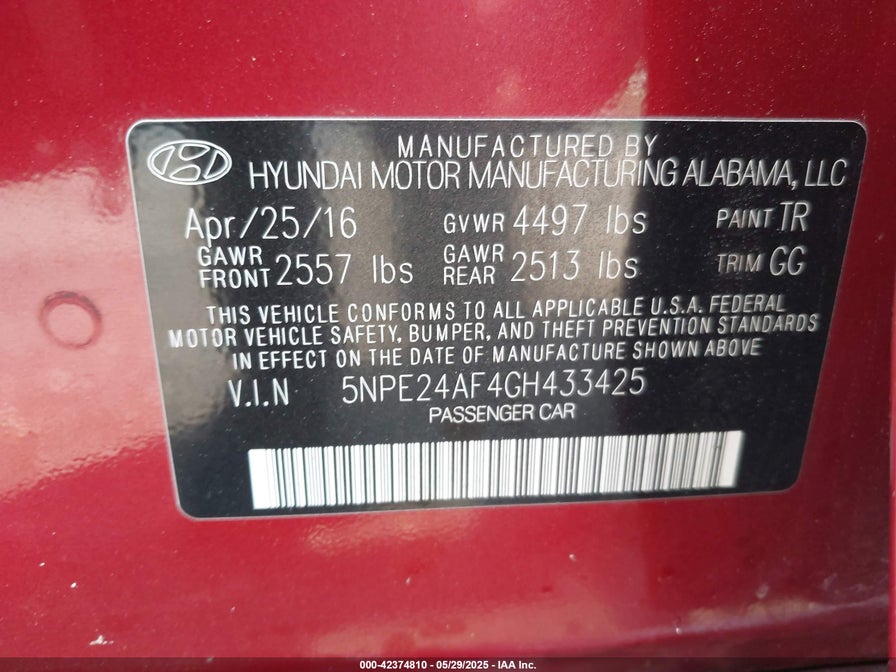 MANUFACTURED BY
HYUNDAI MOTOR MANUFACTURING ALABAMA, LLC
Apr/25/16 GVWR 4497 lbs PAINT TR
GAWR FRONT 2557 lbs GAWR REAR 2513 lbs TRIM GG
THIS VEHICLE CONFORMS TO ALL APPLICABLE U.S.A. FEDERAL
MOTOR VEHICLE SAFETY, BUMPER, AND THEFT PREVENTION STANDARDS
IN EFFECT ON THE DATE OF MANUFACTURE SHOWN ABOVE
V.I.N 5NPE24AF4GH433425
PASSENGER CAR
000-42374810 - 05/29/2025 - IAA Inc.